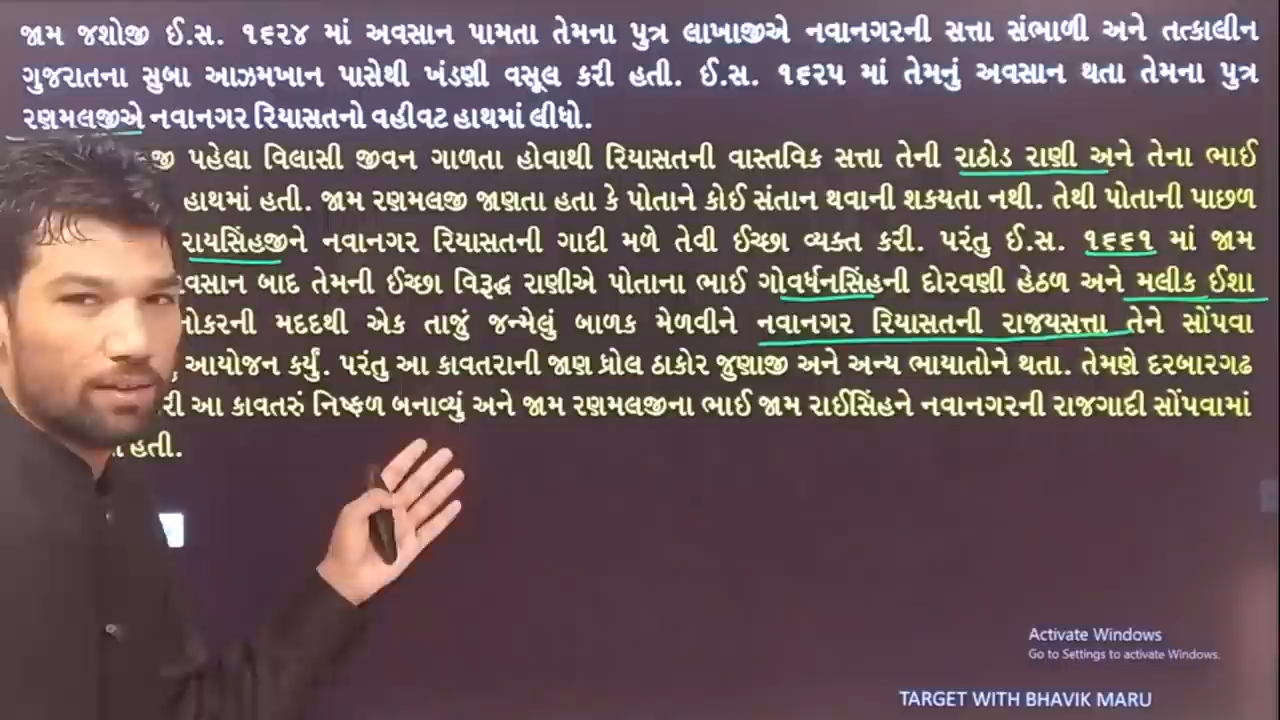 જામ જશોજી ઈ.સ. ૧૬૨૪ માં અવસાન પામતા તેમના પુત્ર લાખાજીએ નવાનગરની સત્તા સંભાળી અને તત્કાલીન
ગુજરાતના સુબા આઝમખાન પાસેથી ખંડણી વસૂલ કરી હતી. ઈ.સ. ૧૬૨૫ માં તેમનું અવસાન થતા તેમના પુત્ર
રણમલજીએ નવાનગર રિયાસતનો વહીવટ હાથમાં લીધો.
પહેલા વિલાસી જીવન ગાળતા હોવાથી રિયાસતની વાસ્તવિક સત્તા તેની રાઠોડ રાણી અને તેના ભાઈ
હાથમાં હતી. જામ રણમલજી જાણતા હતા કે પોતાને કોઈ સંતાન થવાની શકયતા નથી. તેથી પોતાની પાછળ
રાયસિંહજીને નવાનગર રિયાસતની ગાદી મળે તેવી ઈચ્છા વ્યક્ત કરી. પરંતુ ઈ.સ. ૧૬૬૧ માં જામ
બાદ તેમની ઈચ્છા વિરૂદ્ધ રાણીએ પોતાના ભાઈ ગોવર્ધનસિંહની દોરવણી હેઠળ અને મલીક ઈશા
નોકરની મદદથી એક તાજું જન્મેલું બાળક મેળવીને નવાનગર રિયાસતની રાજયસત્તા તેને સોંપવા
આયોજન કર્યું. પરંતુ આ કાવતરાની જાણ ધ્રોલ ઠાકોર જુણાજી અને અન્ય ભાયાતોને થતા. તેમણે દરબારગઢ
આ કાવતરું નિષ્ફળ બનાવ્યું અને જામ રણમલજીના ભાઈ જામ રાઈસિંહને નવાનગરની રાજગાદી સોંપવામાં
હતી.
Activate Windows
Go to Settings to activate Windows.
TARGET WITH BHAVIK MARU